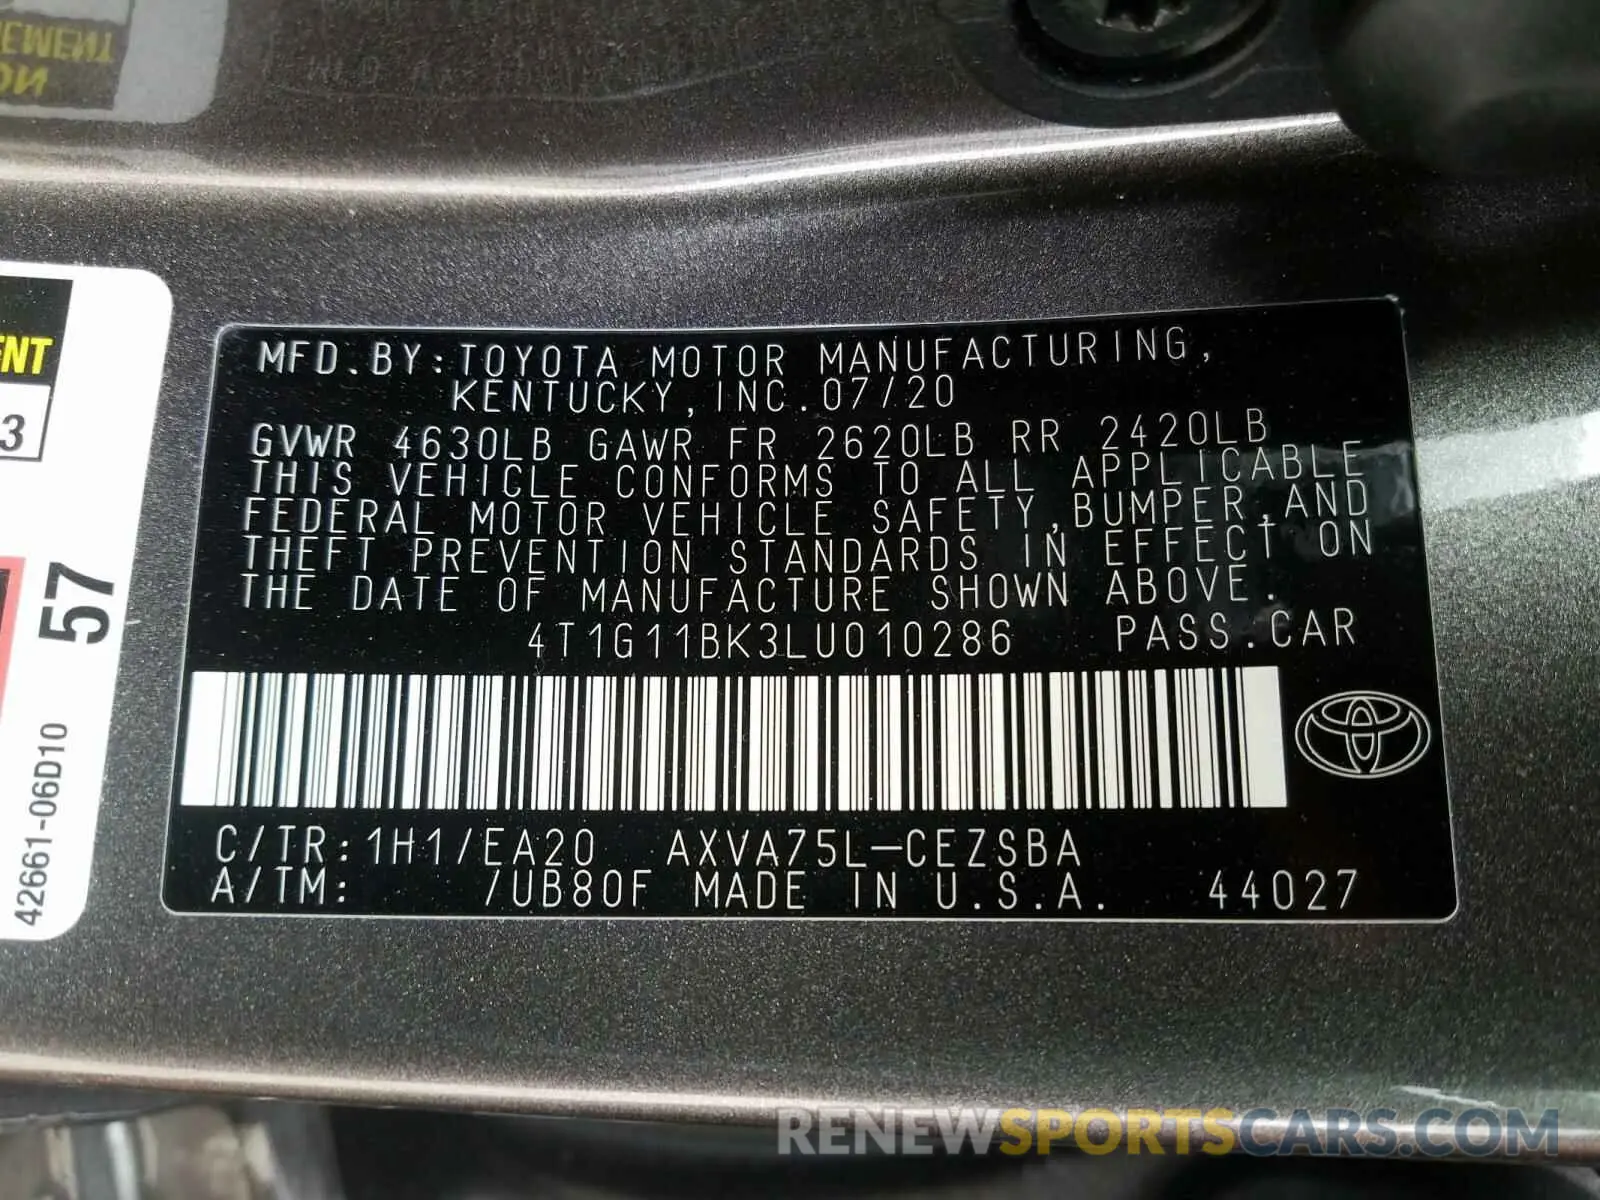 EMENT
ON
ENT
3
57
42661-06D10
MFD.BY:TOYOTA MOTOR MANUFACTURING,
KENTUCKY,INC.07/20
GVWR 4630LB GAWR FR 2620LB RR 2420LB
THIS VEHICLE CONFORMS TO ALL APPLICABLE
FEDERAL MOTOR VEHICLE SAFETY,BUMPER,AND
THEFT PREVENTION STANDARDS IN EFFECT ON
THE DATE OF MANUFACTURE SHOWN ABOVE.
4T1G11BK3LU010286 PASS.CAR
C/TR:1H1/EA20 AXVA75L-CEZSBA
A/TM: /UB80F MADE IN U.S.A. 44027
RENEWSPORTSCARS.COM